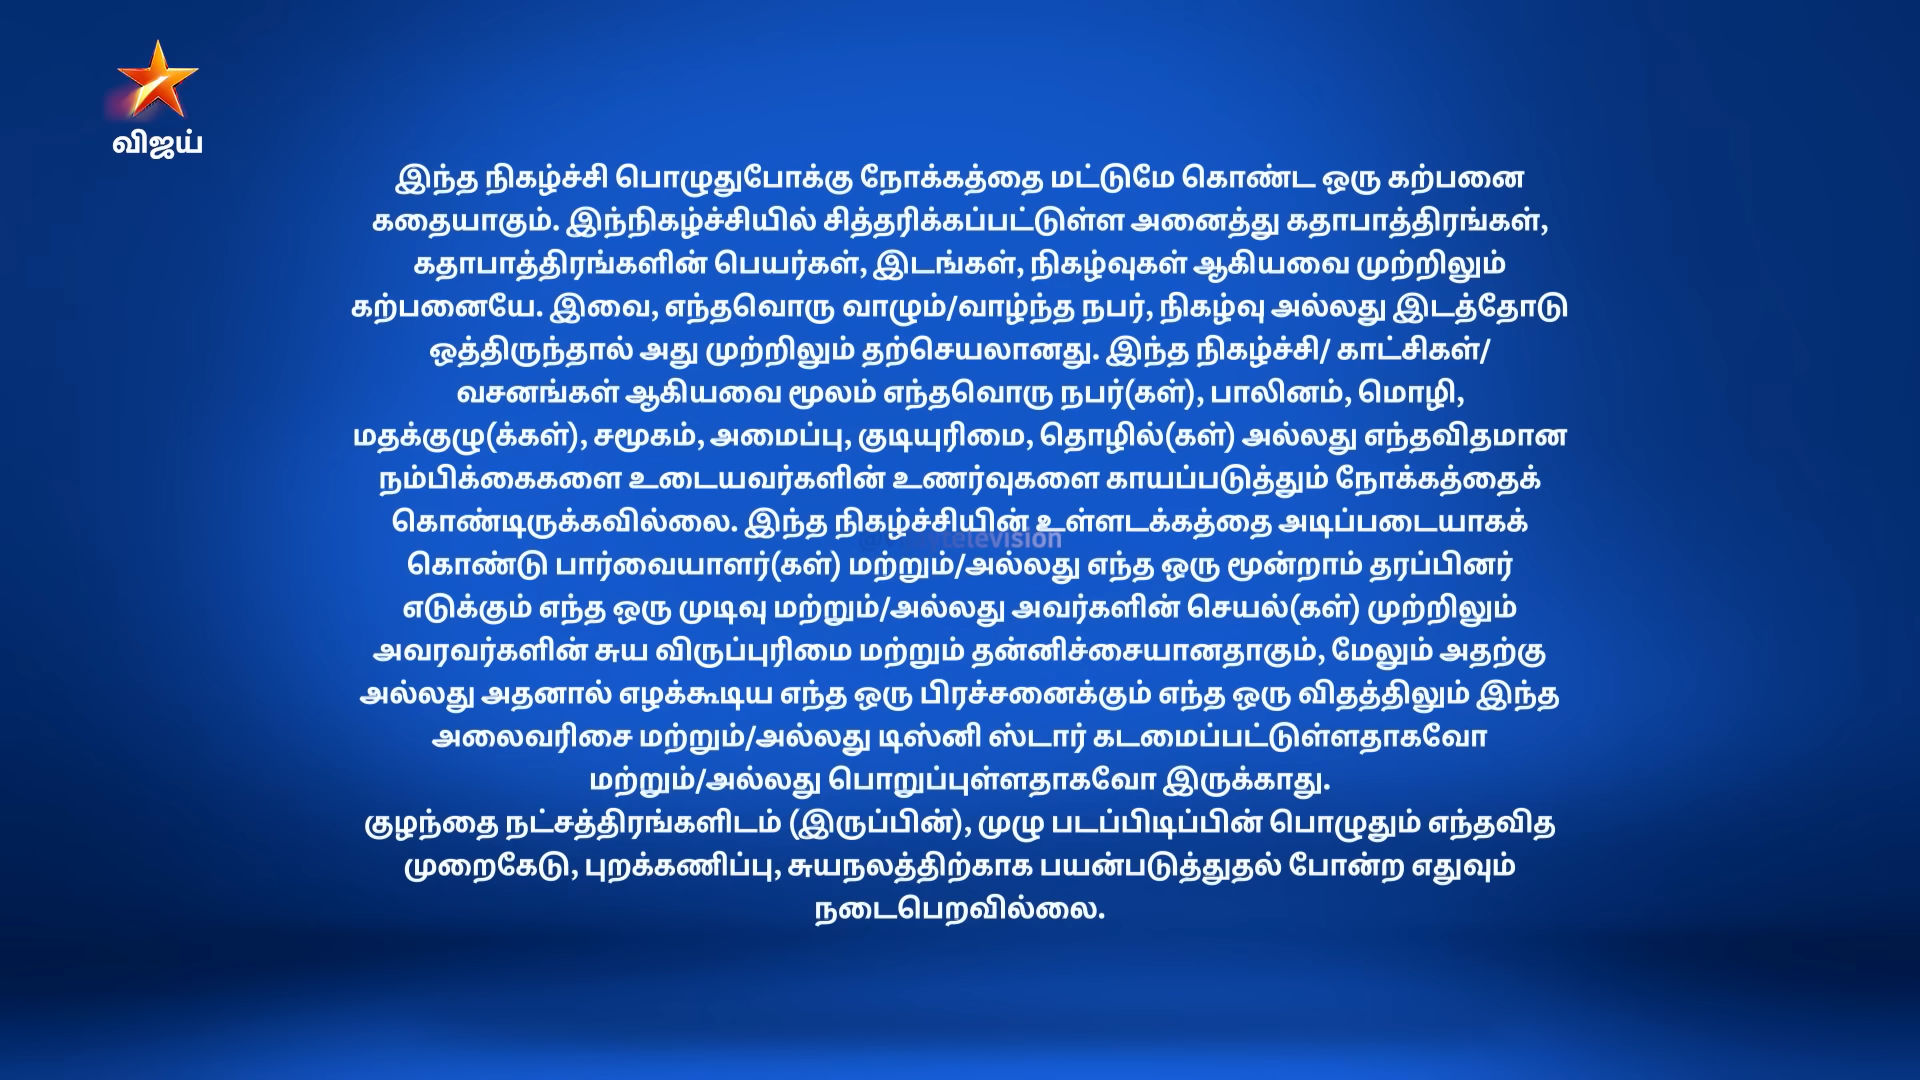 விஜய்
இந்த நிகழ்ச்சி பொழுதுபோக்கு நோக்கத்தை மட்டுமே கொண்ட ஒரு கற்பனை
கதையாகும். இந்நிகழ்ச்சியில் சித்தரிக்கப்பட்டுள்ள அனைத்து கதாபாத்திரங்கள்,
கதாபாத்திரங்களின் பெயர்கள், இடங்கள், நிகழ்வுகள் ஆகியவை முற்றிலும்
கற்பனையே. இவை, எந்தவொரு வாழும்/வாழ்ந்த நபர், நிகழ்வு அல்லது இடத்தோடு
ஒத்திருந்தால் அது முற்றிலும் தற்செயலானது. இந்த நிகழ்ச்சி/ காட்சிகள்/
வசனங்கள் ஆகியவை மூலம் எந்தவொரு நபர்(கள்), பாலினம், மொழி,
மதக்குழு(க்கள்), சமூகம், அமைப்பு, குடியுரிமை, தொழில்(கள்) அல்லது எந்தவிதமான
நம்பிக்கைகளை உடையவர்களின் உணர்வுகளை காயப்படுத்தும் நோக்கத்தைக்
கொண்டிருக்கவில்லை. இந்த நிகழ்ச்சியின் உள்ளடக்கத்தை அடிப்படையாகக்
கொண்டு பார்வையாளர்(கள்) மற்றும்/அல்லது எந்த ஒரு மூன்றாம் தரப்பினர்
எடுக்கும் எந்த ஒரு முடிவு மற்றும்/அல்லது அவர்களின் செயல்(கள்) முற்றிலும்
அவரவர்களின் சுய விருப்புரிமை மற்றும் தன்னிச்சையானதாகும், மேலும் அதற்கு
அல்லது அதனால் எழக்கூடிய எந்த ஒரு பிரச்சனைக்கும் எந்த ஒரு விதத்திலும் இந்த
அலைவரிசை மற்றும்/அல்லது டிஸ்னி ஸ்டார் கடமைப்பட்டுள்ளதாகவோ
மற்றும்/அல்லது பொறுப்புள்ளதாகவோ இருக்காது.
குழந்தை நட்சத்திரங்களிடம் (இருப்பின்), முழு படப்பிடிப்பின் பொழுதும் எந்தவித
முறைகேடு, புறக்கணிப்பு, சுயநலத்திற்காக பயன்படுத்துதல் போன்ற எதுவும்
நடைபெறவில்லை.